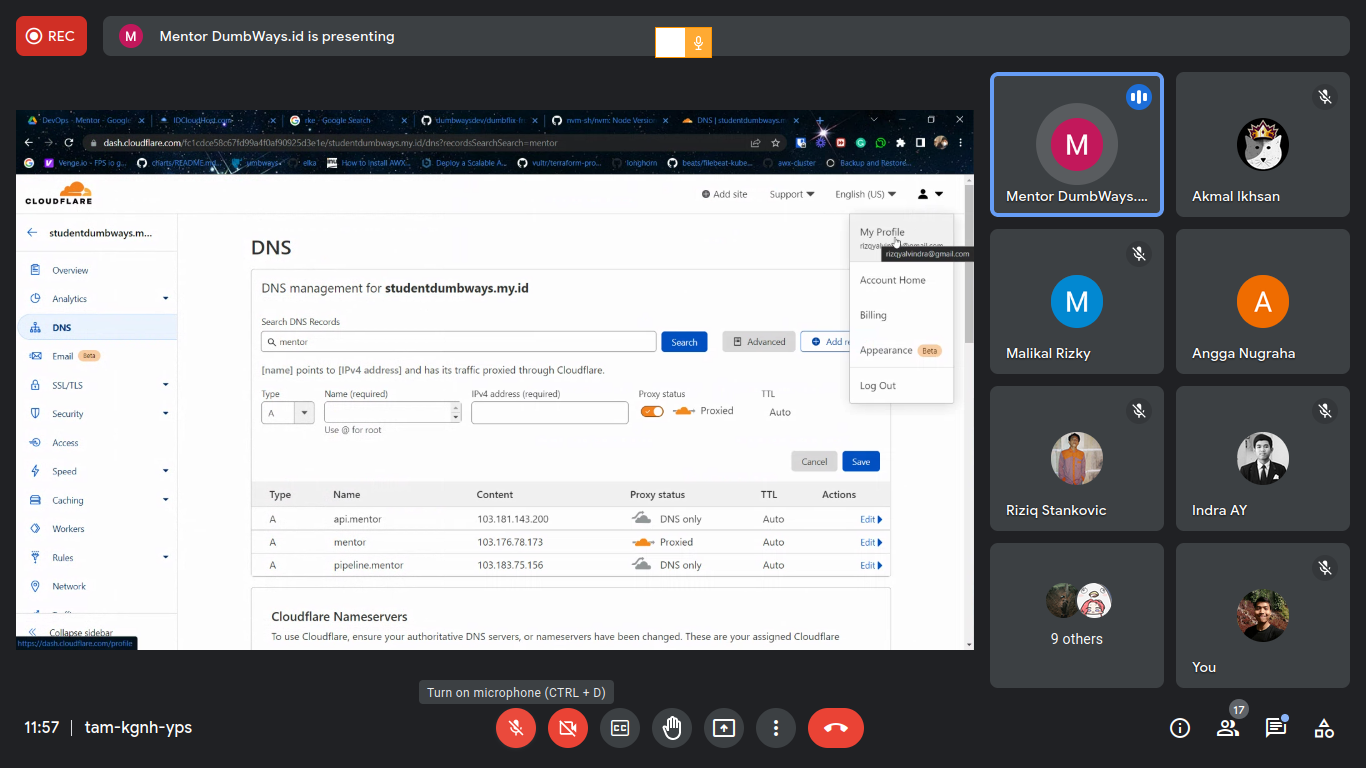 REC
M
Mentor DumbWays.id is presenting
DevOps - Mentor - Google
IDCloudHost.com
rke - Google Search
dumbwaysdev/dumbflix-fr
nvm-sh/nvm: Node Version
DNS | studentdumbways.m
dash.cloudflare.com/fc1cdce58c67fd99a4f0af90925d3e1e/studentdumbways.my.id/dns?recordsSearchSearch=mentor
Venge.io - FPS io g...
charts/README.md...
umbways
elka
How to Install AWX...
Deploy a Scalable A...
vultr/terraform-pro...
longhorn
beats/filebeat-kube...
awx-cluster
Backup and Restore...
CLOUDFLARE
Add site
Support
English (US)
studentdumbways.m...
Overview
Analytics
DNS
Email Beta
SSL/TLS
Security
Access
Speed
Caching
Workers
Rules
Network
Collapse sidebar
https://dash.cloudflare.com/profile
DNS
DNS management for studentdumbways.my.id
Search DNS Records
mentor
Search
Advanced
Add re
[name] points to [IPv4 address] and has its traffic proxied through Cloudflare.
Type Name (required) IPv4 address (required) Proxy status TTL
A Proxied Auto
Use @ for root
Cancel Save
Type Name Content Proxy status TTL Actions
A api.mentor 103.181.143.200 DNS only Auto Edit
A mentor 103.176.78.173 Proxied Auto Edit
A pipeline.mentor 103.183.75.156 DNS only Auto Edit
Cloudflare Nameservers
To use Cloudflare, ensure your authoritative DNS servers, or nameservers have been changed. These are your assigned Cloudflare
My Profile
rizqyalvindra@gmail.com
Account Home
Billing
Appearance Beta
Log Out
M
Mentor DumbWays....
Akmal Ikhsan
M
Malikal Rizky
A
Angga Nugraha
Riziq Stankovic
Indra AY
9 others
You
Turn on microphone (CTRL + D)
11:57 | tam-kgnh-yps
17